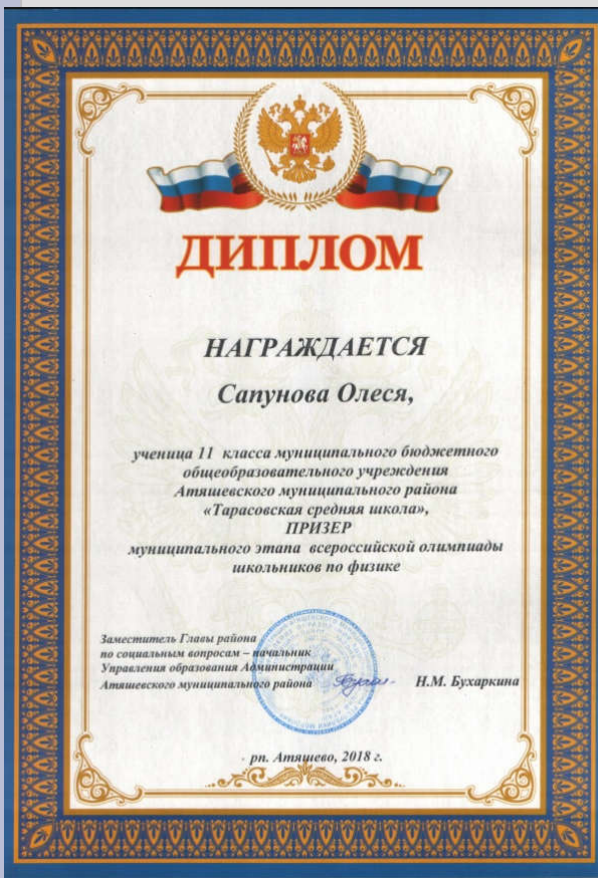 ДИПЛОМ
НАГРАЖДАЕТСЯ
Сапунова Олеся,
ученица 11 класса муниципального бюджетного
общеобразовательного учреждения
Атяшевского муниципального района
«Тарасовская средняя школа»,
ПРИЗЕР
муниципального этапа всероссийской олимпиады
школьников по физике
Заместитель Главы района
по социальным вопросам – начальник
Управления образования Администрации
Атяшевского муниципального района Н.М. Бухаркина
рп. Атяшево, 2018 г.